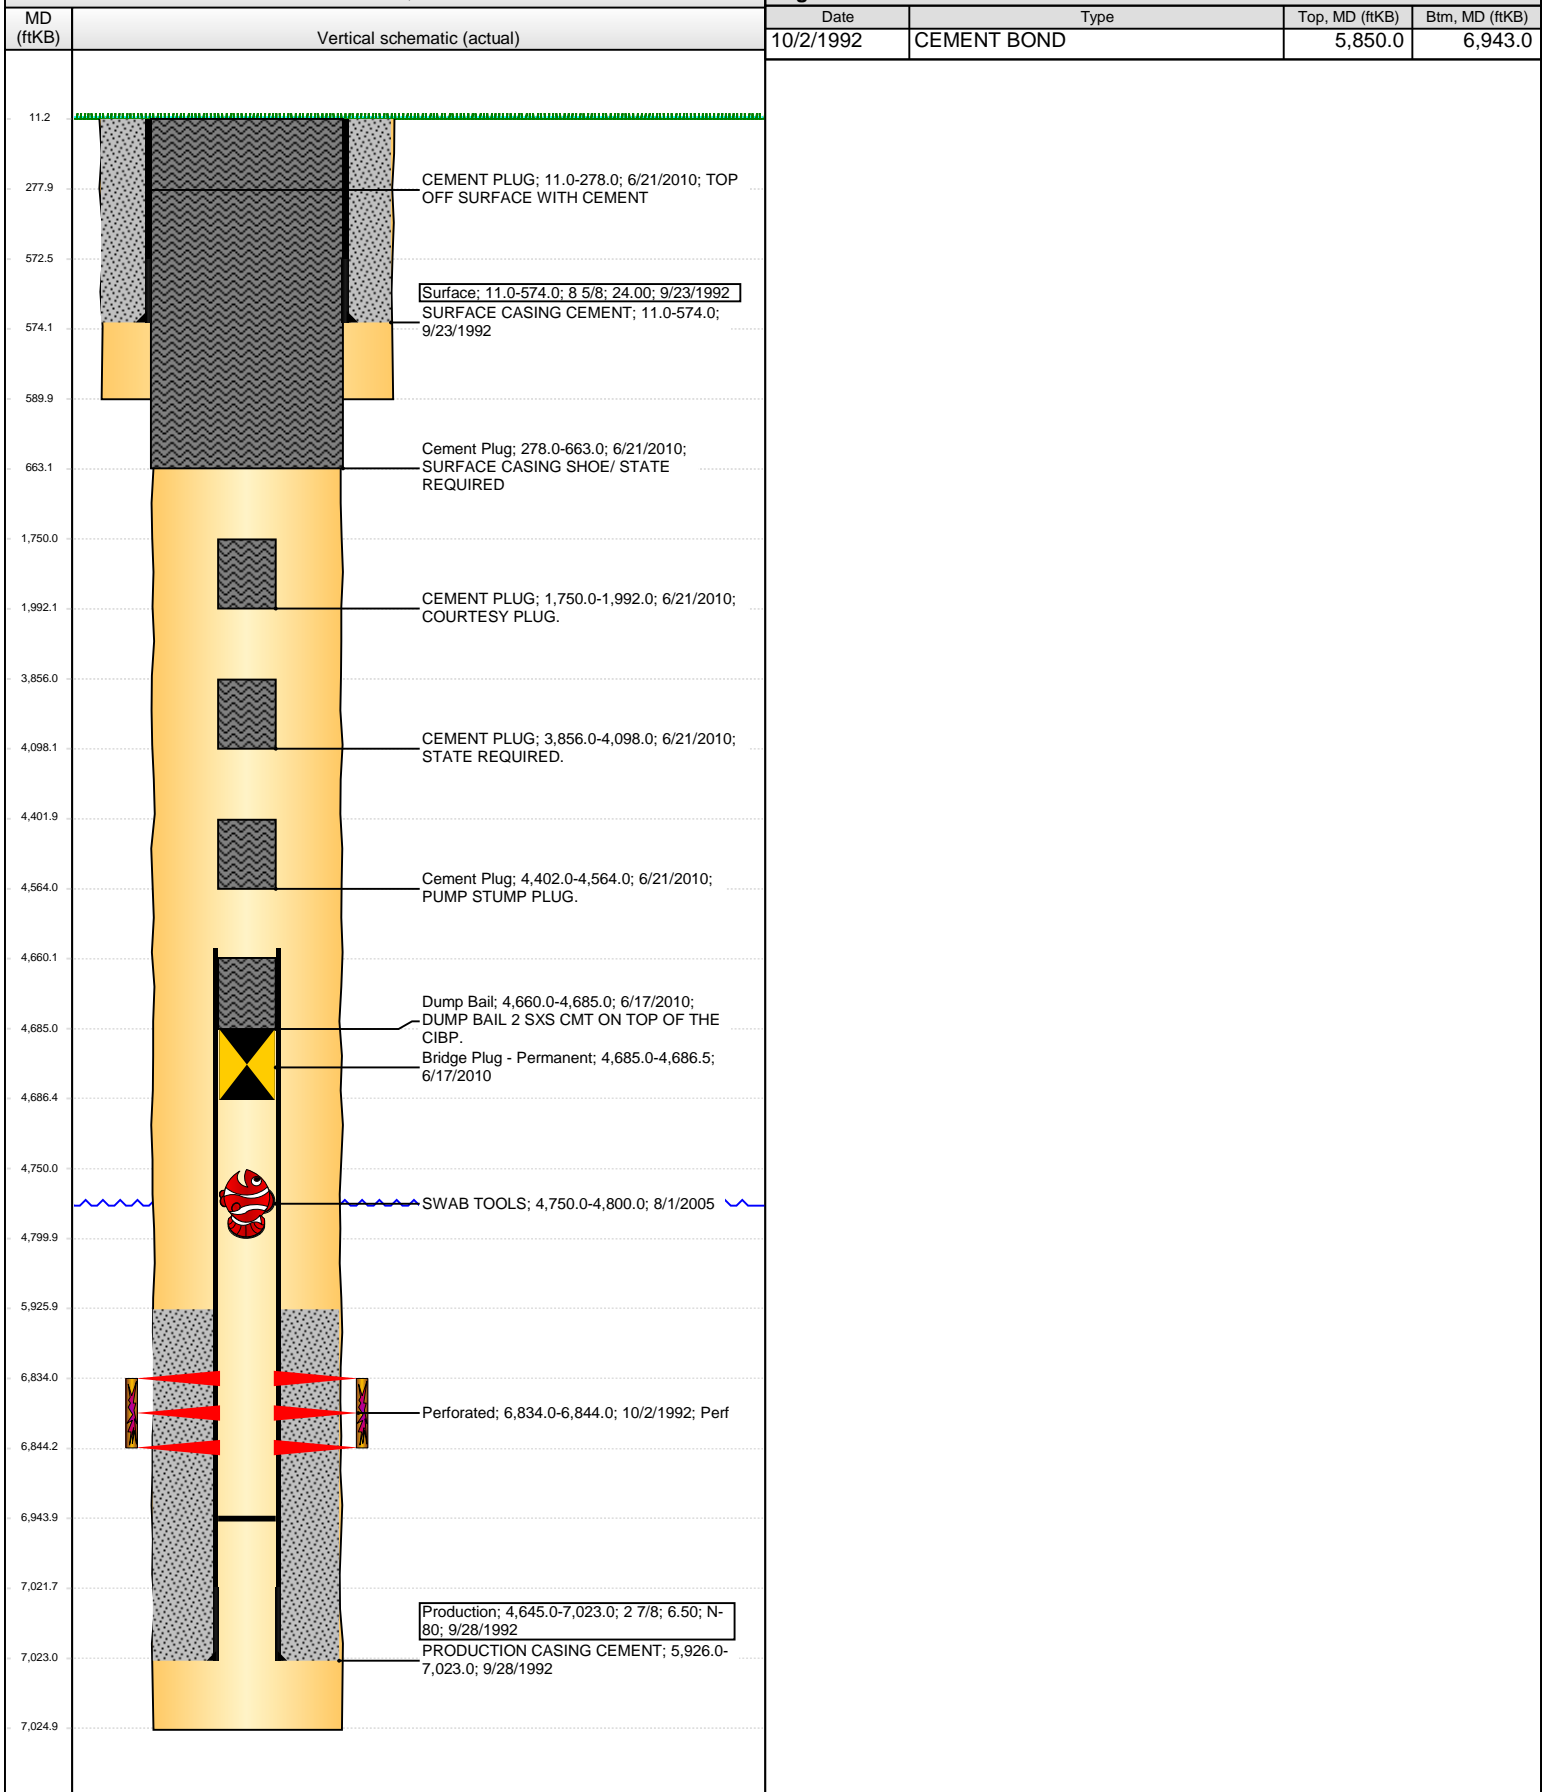 MD
(ftKB)
Vertical schematic (actual)
Date
Type
Top, MD (ftKB)
Btm, MD (ftKB)
10/2/1992
CEMENT BOND
5,850.0
6,943.0
11.2
277.9
CEMENT PLUG; 11.0-278.0; 6/21/2010; TOP
OFF SURFACE WITH CEMENT
572.5
Surface; 11.0-574.0; 8 5/8; 24.00; 9/23/1992
SURFACE CASING CEMENT; 11.0-574.0;
9/23/1992
574.1
589.9
Cement Plug; 278.0-663.0; 6/21/2010;
SURFACE CASING SHOE/ STATE
REQUIRED
663.1
1,750.0
CEMENT PLUG; 1,750.0-1,992.0; 6/21/2010;
COURTESY PLUG.
1,992.1
3,856.0
CEMENT PLUG; 3,856.0-4,098.0; 6/21/2010;
STATE REQUIRED.
4,098.1
4,401.9
Cement Plug; 4,402.0-4,564.0; 6/21/2010;
PUMP STUMP PLUG.
4,564.0
4,660.1
Dump Bail; 4,660.0-4,685.0; 6/17/2010;
DUMP BAIL 2 SXS CMT ON TOP OF THE
CIBP.
4,685.0
Bridge Plug - Permanent; 4,685.0-4,686.5;
6/17/2010
4,686.4
4,750.0
SWAB TOOLS; 4,750.0-4,800.0; 8/1/2005
4,799.9
5,925.9
6,834.0
Perforated; 6,834.0-6,844.0; 10/2/1992; Perf
6,844.2
6,943.9
7,021.7
Production; 4,645.0-7,023.0; 2 7/8; 6.50; N-
80; 9/28/1992
PRODUCTION CASING CEMENT; 5,926.0-
7,023.0; 9/28/1992
7,023.0
7,024.9